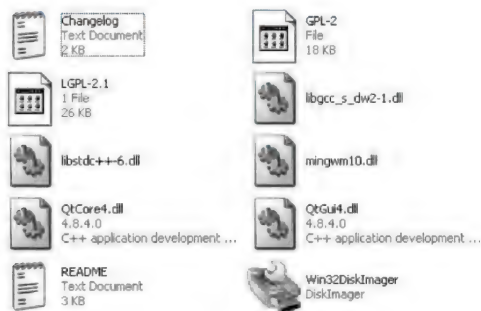 Changelog
Text Document
2 KB
GPL-2
File
18 KB
LGPL-2.1
1 File
26 KB
libgcc_s_dw2-1.dll
libstdc++-6.dll
mingwm10.dll
QtCore4.dll
4.8.4.0
C++ application development ...
QtGui4.dll
4.8.4.0
C++ application development ...
README
Text Document
3 KB
Win32DiskImager
DiskImager